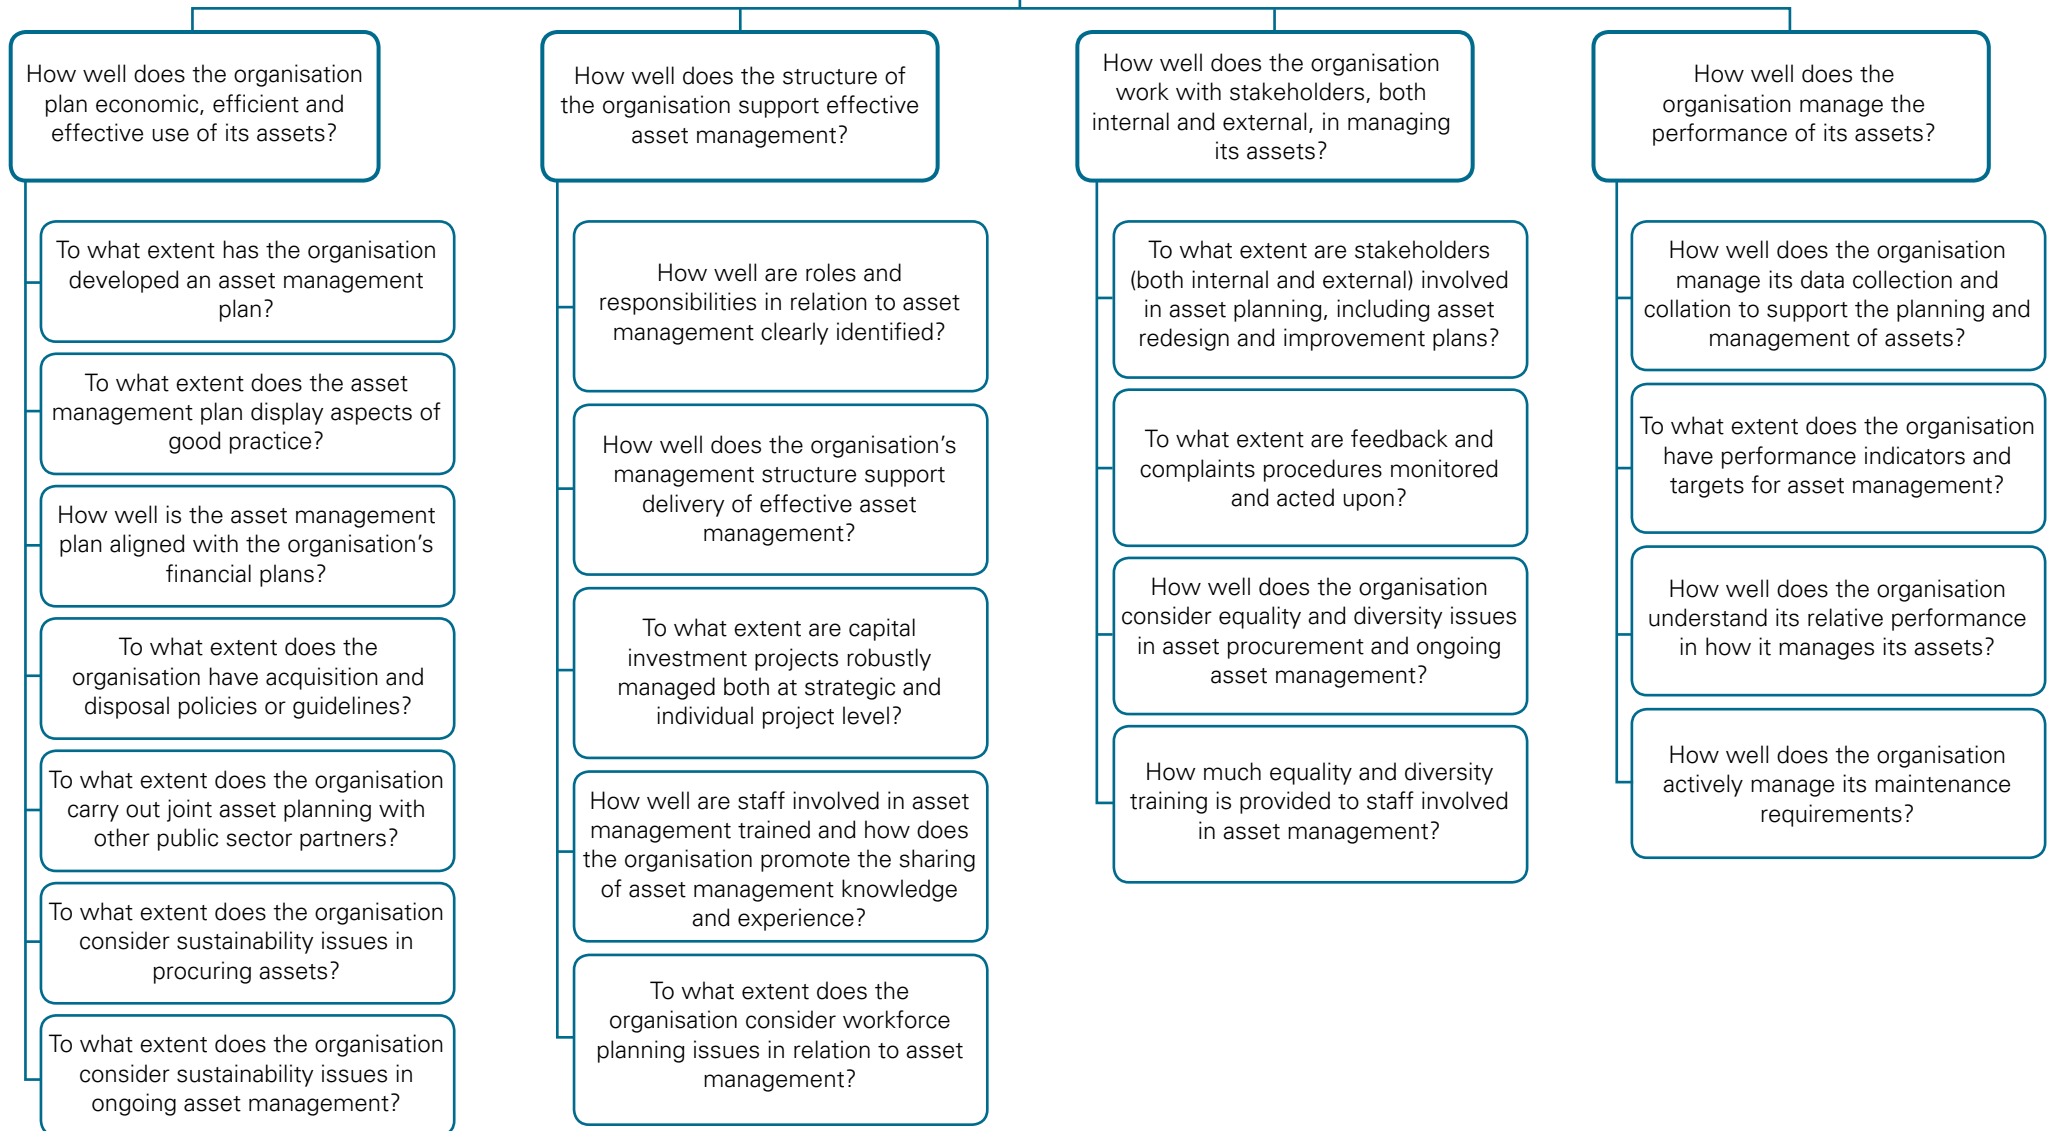 How well does the organisation
plan economic, efficient and
effective use of its assets?
To what extent has the organisation
developed an asset management
plan?
To what extent does the asset
management plan display aspects of
good practice?
How well is the asset management
plan aligned with the organisation’s
financial plans?
To what extent does the
organisation have acquisition and
disposal policies or guidelines?
To what extent does the organisation
carry out joint asset planning with
other public sector partners?
To what extent does the organisation
consider sustainability issues in
procuring assets?
To what extent does the organisation
consider sustainability issues in
ongoing asset management?
How well does the structure of
the organisation support effective
asset management?
How well are roles and
responsibilities in relation to asset
management clearly identified?
How well does the organisation’s
management structure support
delivery of effective asset
management?
To what extent are capital
investment projects robustly
managed both at strategic and
individual project level?
How well are staff involved in asset
management trained and how does
the organisation promote the sharing
of asset management knowledge
and experience?
To what extent does the
organisation consider workforce
planning issues in relation to asset
management?
How well does the organisation
work with stakeholders, both
internal and external, in managing
its assets?
To what extent are stakeholders
(both internal and external) involved
in asset planning, including asset
redesign and improvement plans?
To what extent are feedback and
complaints procedures monitored
and acted upon?
How well does the organisation
consider equality and diversity issues
in asset procurement and ongoing
asset management?
How much equality and diversity
training is provided to staff involved
in asset management?
How well does the
organisation manage the
performance of its assets?
How well does the organisation
manage its data collection and
collation to support the planning and
management of assets?
To what extent does the organisation
have performance indicators and
targets for asset management?
How well does the organisation
understand its relative performance
in how it manages its assets?
How well does the organisation
actively manage its maintenance
requirements?